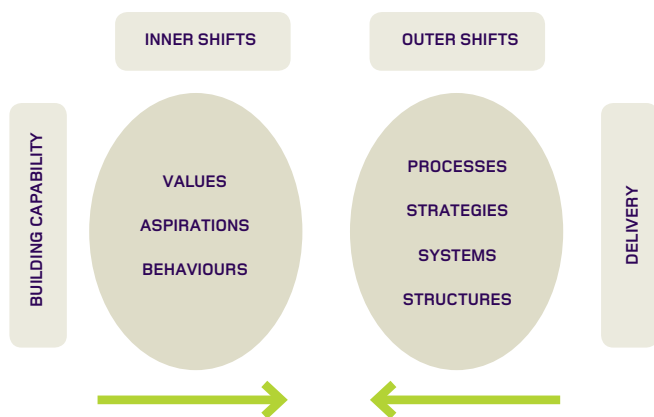 INNER SHIFTS
OUTER SHIFTS
BUILDING CAPABILITY
VALUES
ASPIRATIONS
BEHAVIOURS
PROCESSES
STRATEGIES
SYSTEMS
STRUCTURES
DELIVERY